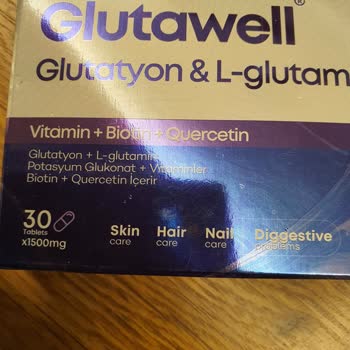 Glutawell®
Glutatyon & L-glutam
Vitamin + Biotin + Quercetin
Glutatyon + L-glutamin
Potasyum Glukonat + Vitaminler
Biotin + Quercetin İçerir
30
Tablets
x1500mg
Skin
care
Hair
care
Nail
care
Diggestive
problems